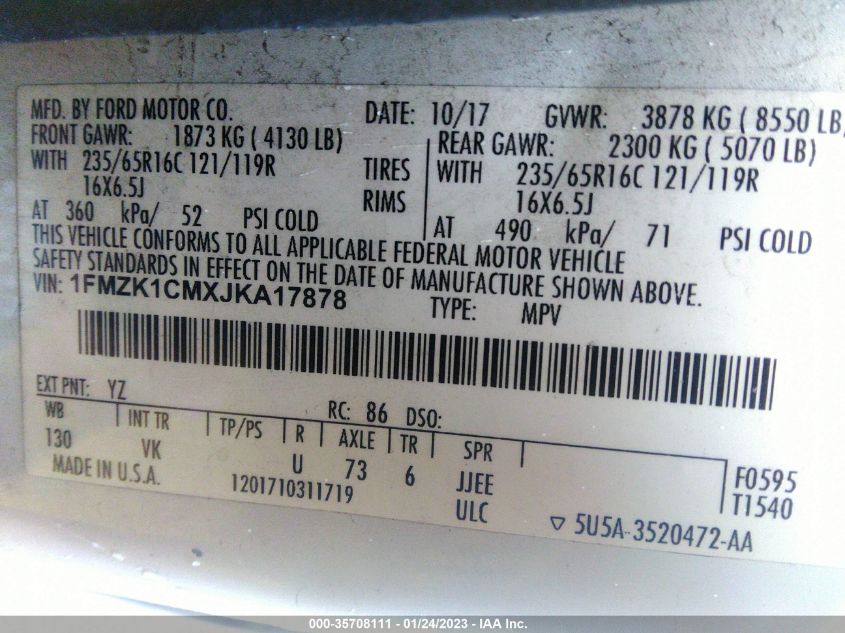 MFD. BY FORD MOTOR CO. DATE: 10/17 GVWR: 3878 KG ( 8550 LB)
FRONT GAWR: 1873 KG ( 4130 LB) REAR GAWR: 2300 KG ( 5070 LB)
WITH 235/65R16C 121/119R TIRES WITH 235/65R16C 121/119R
16X6.5J RIMS 16X6.5J
AT 360 kPa/ 52 PSI COLD AT 490 kPa/ 71 PSI COLD
THIS VEHICLE CONFORMS TO ALL APPLICABLE FEDERAL MOTOR VEHICLE
SAFETY STANDARDS IN EFFECT ON THE DATE OF MANUFACTURE SHOWN ABOVE.
VIN: 1FMZK1CMXJKA17878 TYPE: MPV
EXT PNT: YZ RC: 86 DSO:
WB INT TR TP/PS R AXLE TR SPR
130 VK U 73 6 JJEE F0595
MADE IN U.S.A. 1201710311719 ULC T1540
5U5A-3520472-AA
000-35708111 - 01/24/2023 - IAA Inc.